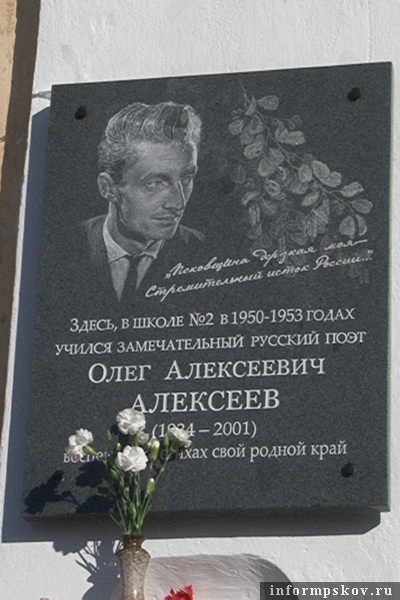 „Псковщина дерзкая моя—
Стремительный исток России..."
Здесь, в школе №2 в 1950-1953 годах
учился замечательный русский поэт
Олег Алексеевич
Алексеев
– 2001)
свой родной край
informpskov.ru